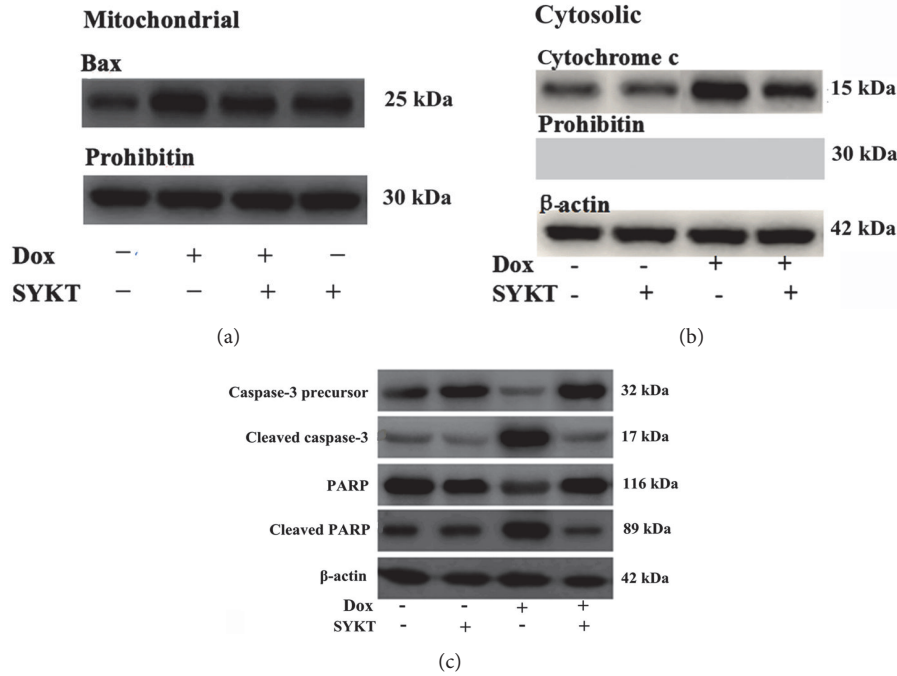 Mitochondrial
Bax
25 kDa
Prohibitin
30 kDa
Dox − + + −
SYKT − − + +
(a)
Cytosolic
Cytochrome c
15 kDa
Prohibitin
30 kDa
β-actin
42 kDa
Dox - - + +
SYKT - + - +
(b)
Caspase-3 precursor 32 kDa
Cleaved caspase-3 17 kDa
PARP 116 kDa
Cleaved PARP 89 kDa
β-actin 42 kDa
Dox - - + +
SYKT - + - +
(c)